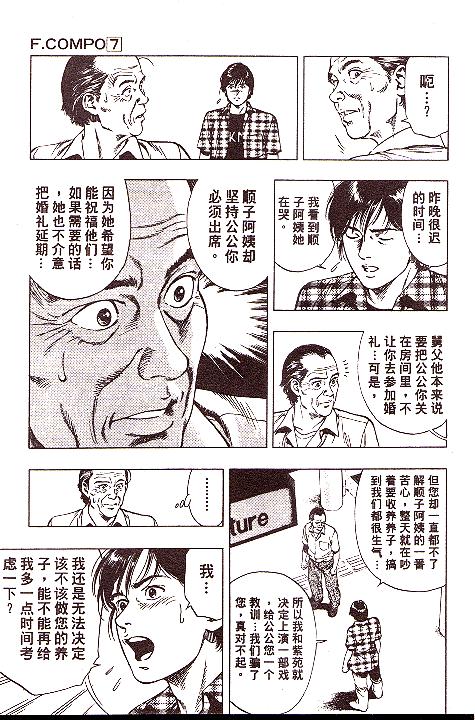 F.COMPO 7
呃
…？
昨晚很迟
的时间…
我看到顺
子阿姨她
在哭。
顺子阿姨却
坚持公公你
必须出席。
因为她希望你
能祝福他们…
如果需要的话
，她也不介意
把婚礼延期…
舅父他本来说
要把公公你关
在房间里，不
让你去参加婚
礼…可是，
但您却一直都不了
解顺子阿姨的一番
苦心，整天就在吵
着要收养养子，搞
到我们都很生气…
所以我和紫苑就
决定上演一部戏
，给公公您一个
教训…我们骗了
您，真对不起。
ture
……
我…
我还是无法决定
该不该做您的养
子，能不能再给
我多一点时间考
虑一下？